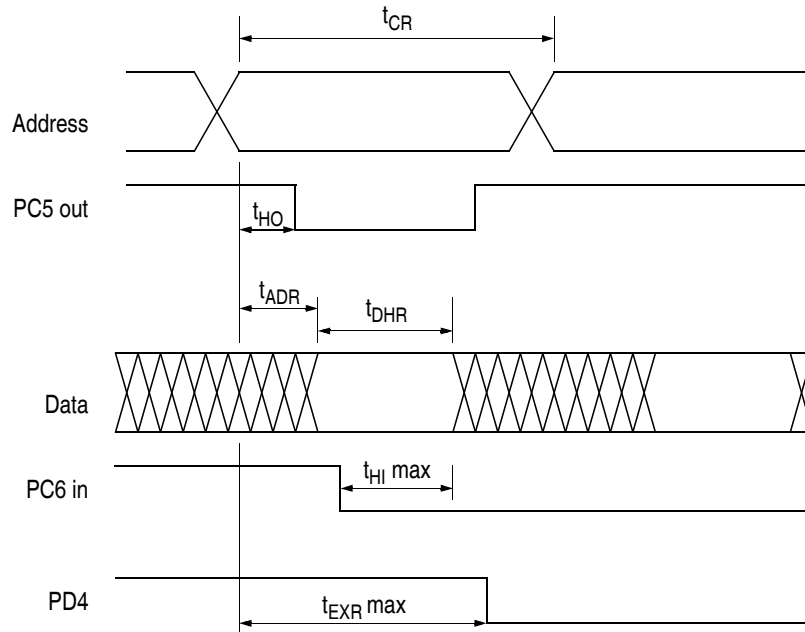 tCR
Address
PC5 out
tHO
tADR
tDHR
Data
PC6 in
tHI max
PD4
tEXR max